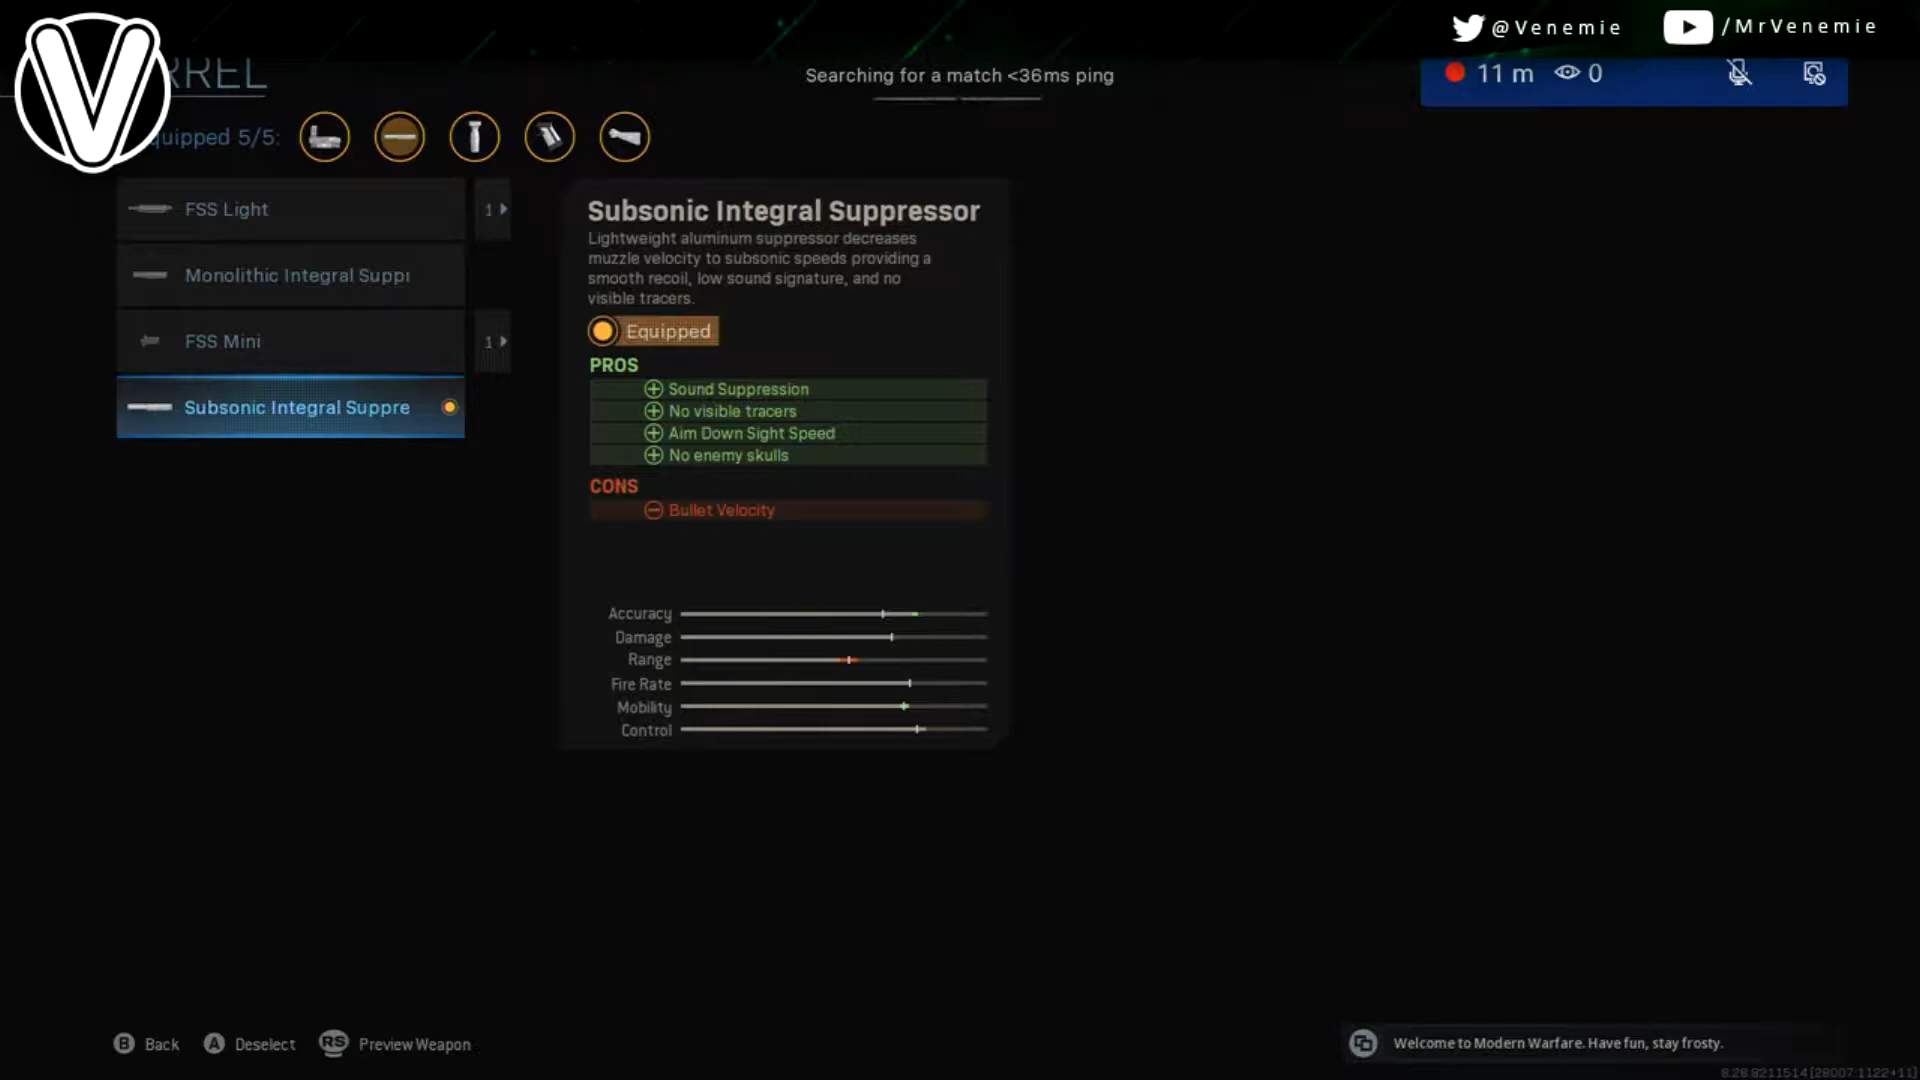 V
@Venemie
/MrVenemie
RREL
Searching for a match <36ms ping
11 m 0
quipped 5/5:
FSS Light 1
Monolithic Integral Suppr
FSS Mini 1
Subsonic Integral Suppre
Subsonic Integral Suppressor
Lightweight aluminum suppressor decreases
muzzle velocity to subsonic speeds providing a
smooth recoil, low sound signature, and no
visible tracers.
Equipped
PROS
Sound Suppression
No visible tracers
Aim Down Sight Speed
No enemy skulls
CONS
Bullet Velocity
Accuracy
Damage
Range
Fire Rate
Mobility
Control
B Back A Deselect RS Preview Weapon
Welcome to Modern Warfare. Have fun, stay frosty.